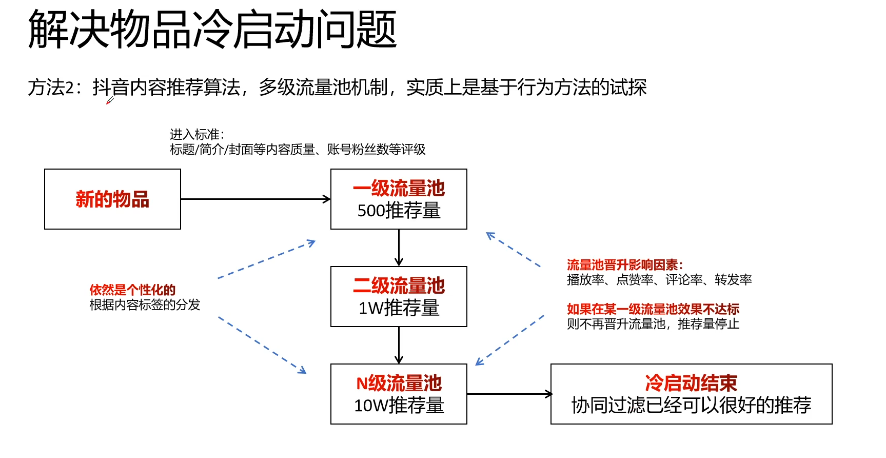 解决物品冷启动问题
方法2：抖音内容推荐算法，多级流量池机制，实质上是基于行为方法的试探
进入标准：
标题/简介/封面等内容质量、账号粉丝数等评级
新的物品
一级流量池
500推荐量
依然是个性化的
根据内容标签的分发
二级流量池
1W推荐量
流量池晋升影响因素：
播放率、点赞率、评论率、转发率
如果在某一级流量池效果不达标
则不再晋升流量池，推荐量停止
N级流量池
10W推荐量
冷启动结束
协同过滤已经可以很好的推荐